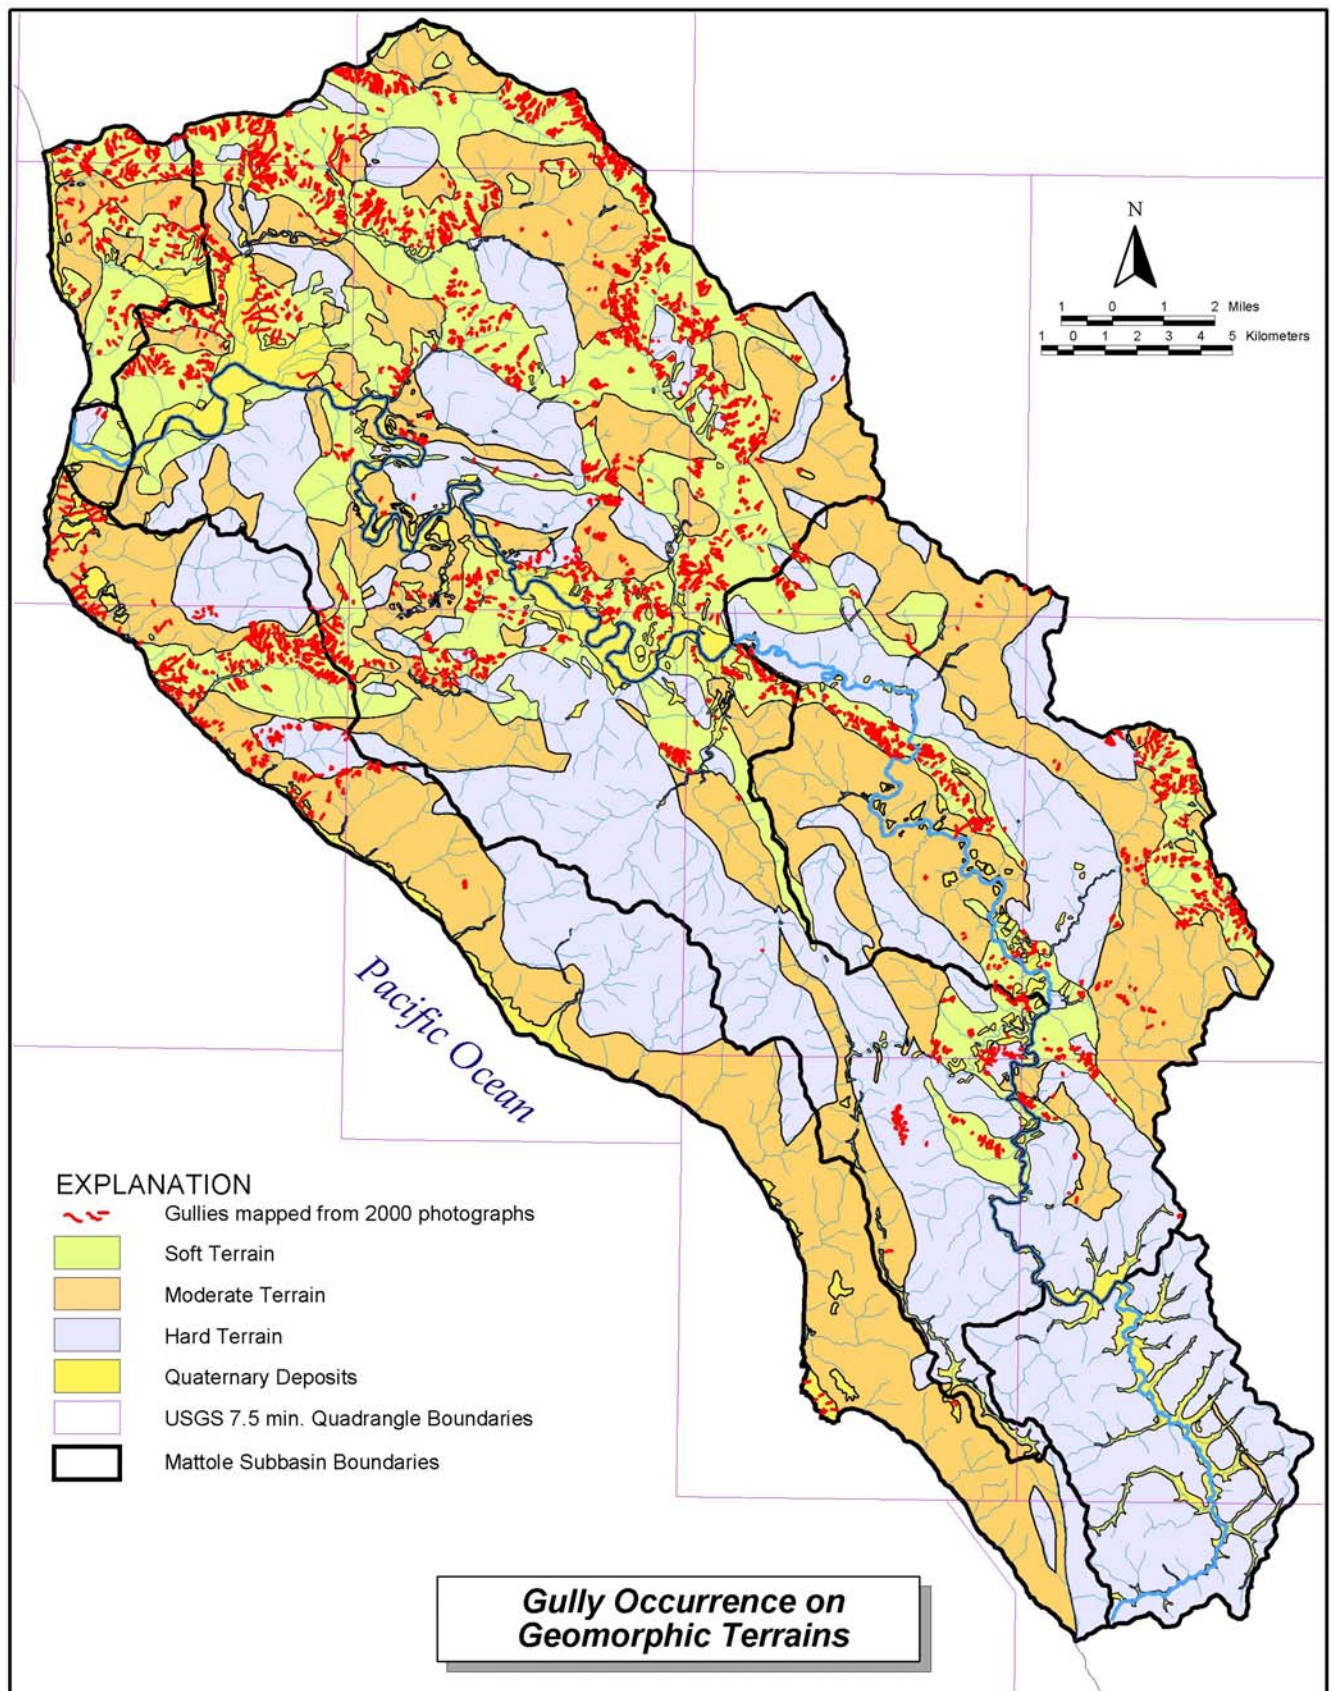 N
1 0 1 2 Miles
1 0 1 2 3 4 5 Kilometers
Pacific Ocean
EXPLANATION
Gullies mapped from 2000 photographs
Soft Terrain
Moderate Terrain
Hard Terrain
Quaternary Deposits
USGS 7.5 min. Quadrangle Boundaries
Mattole Subbasin Boundaries
Gully Occurrence on
Geomorphic Terrains